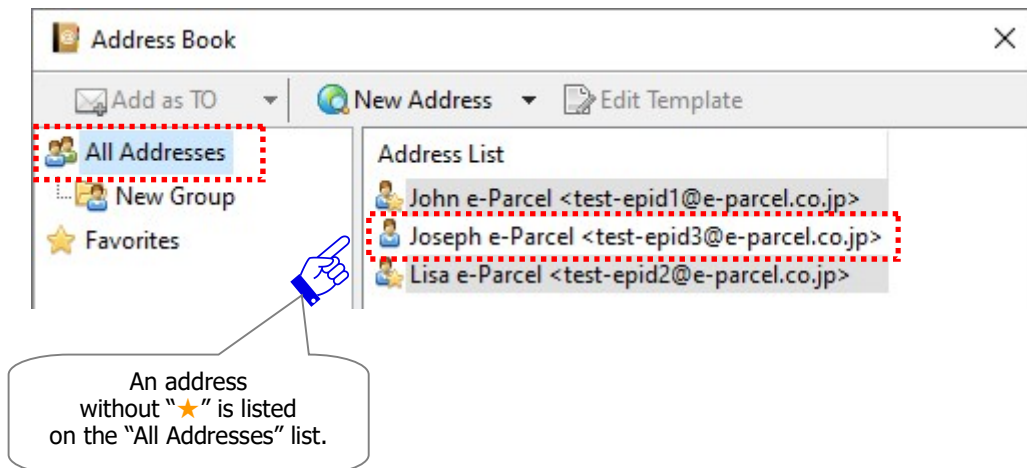 Address Book
Add as TO
New Address
Edit Template
All Addresses
New Group
Favorites
Address List
John e-Parcel <test-epid1@e-parcel.co.jp>
Joseph e-Parcel <test-epid3@e-parcel.co.jp>
Lisa e-Parcel <test-epid2@e-parcel.co.jp>
An address
without “★” is listed
on the “All Addresses” list.